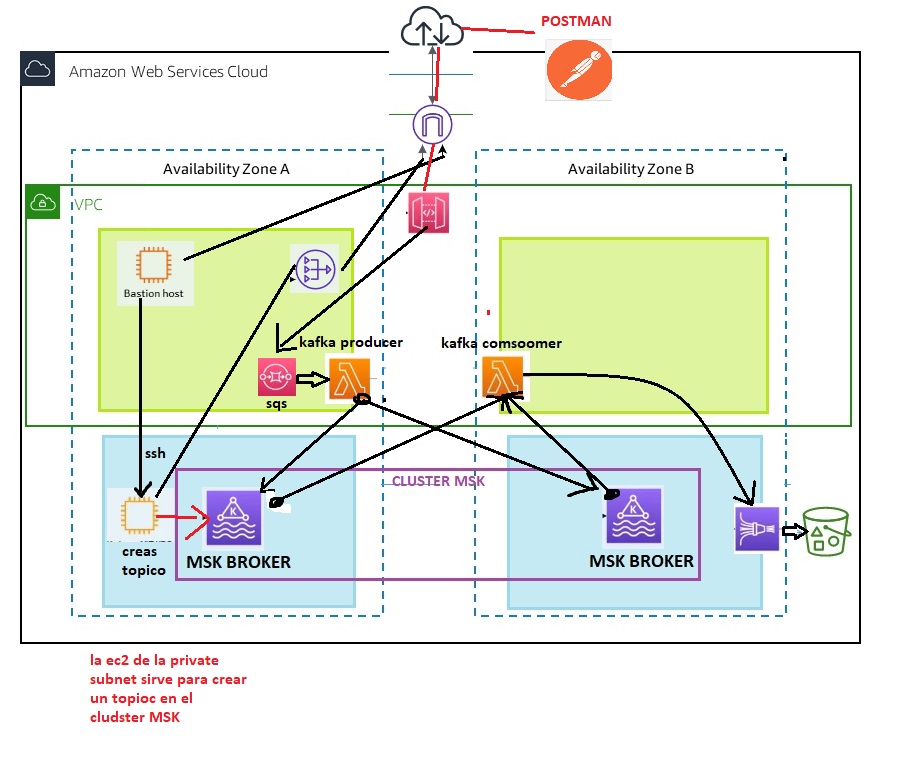 POSTMAN
Amazon Web Services Cloud
Availability Zone A
Availability Zone B
VPC
Bastion host
kafka producer
kafka comsoomer
sqs
ssh
CLUSTER MSK
K
K
creas
topico
MSK BROKER
MSK BROKER
la ec2 de la private
subnet sirve para crear
un topioc en el
cludster MSK